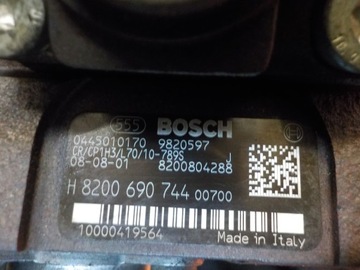 555 BOSCH
0445010170 9820597
CR/CP1H3/L70/10-789S J
08-08-01 8200804288
H 8200 690 744 00700
10000419564 Made in Italy